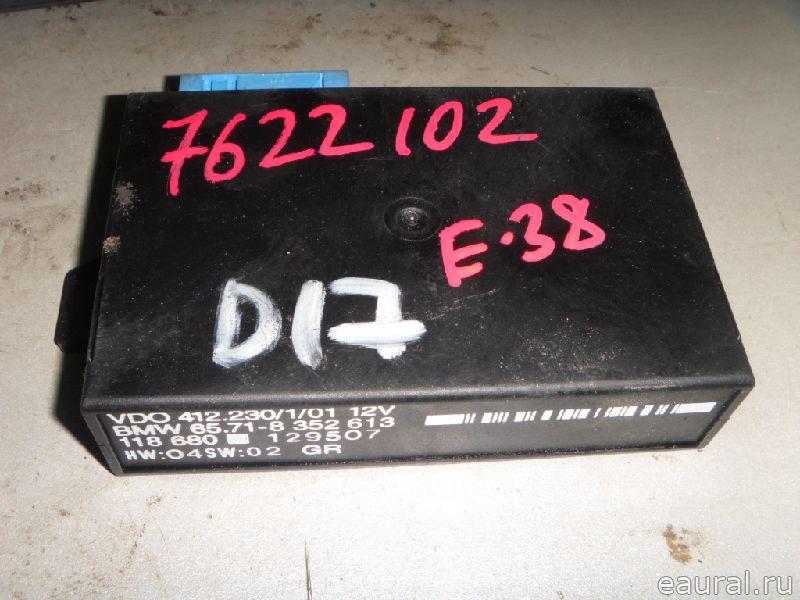 7622102
E·38
D17
VDO 412.230/1/01 12V
BMW 65.71-8 352 613
118 680 129507
HW:04SW:02 GR
eaural.ru